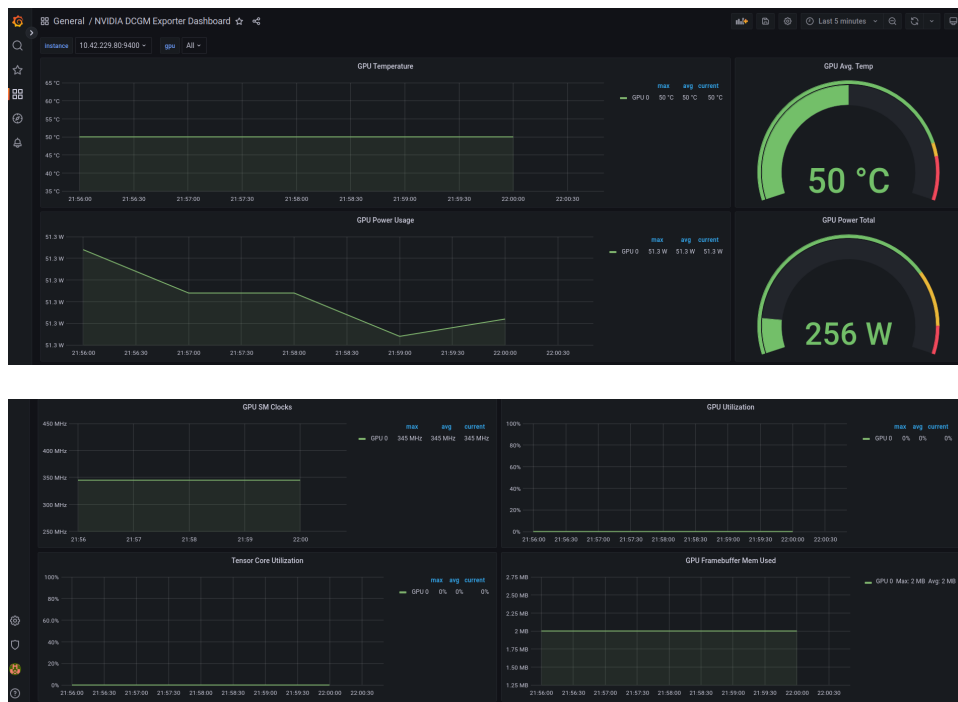 General / NVIDIA DCGM Exporter Dashboard
Last 5 minutes
instance 10.42.229.80:9400 gpu All
GPU Temperature
65 °C
60 °C
55 °C
50 °C
45 °C
40 °C
35 °C
21:56:00 21:56:30 21:57:00 21:57:30 21:58:00 21:58:30 21:59:00 21:59:30 22:00:00 22:00:30
max avg current
GPU 0 50 °C 50 °C 50 °C
GPU Avg. Temp
50 °C
GPU Power Usage
51.3 W
51.3 W
51.3 W
51.3 W
51.3 W
51.3 W
21:56:00 21:56:30 21:57:00 21:57:30 21:58:00 21:58:30 21:59:00 21:59:30 22:00:00 22:00:30
max avg current
GPU 0 51.3 W 51.3 W 51.3 W
GPU Power Total
256 W
GPU SM Clocks
450 MHz
400 MHz
350 MHz
300 MHz
250 MHz
21:56 21:57 21:58 21:59 22:00
max avg current
GPU 0 345 MHz 345 MHz 345 MHz
GPU Utilization
100%
80%
60%
40%
20%
0%
21:56:00 21:56:30 21:57:00 21:57:30 21:58:00 21:58:30 21:59:00 21:59:30 22:00:00 22:00:30
max avg current
GPU 0 0% 0% 0%
Tensor Core Utilization
100%
80%
60.0%
40%
20%
0%
21:56:00 21:56:30 21:57:00 21:57:30 21:58:00 21:58:30 21:59:00 21:59:30 22:00:00 22:00:30
max avg current
GPU 0 0% 0% 0%
GPU Framebuffer Mem Used
2.75 MB
2.50 MB
2.25 MB
2 MB
1.75 MB
1.50 MB
1.25 MB
21:56:00 21:56:30 21:57:00 21:57:30 21:58:00 21:58:30 21:59:00 21:59:30 22:00:00 22:00:30
GPU 0 Max: 2 MB Avg: 2 MB